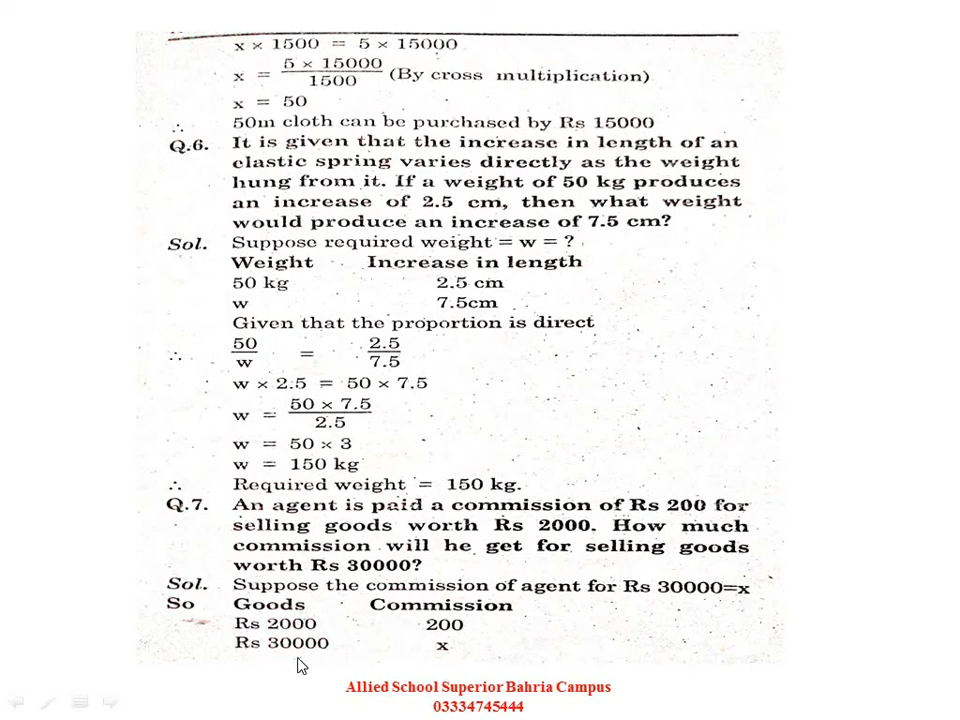 x × 1500 = 5 × 15000
x = 5 × 15000 / 1500 (By cross multiplication)
x = 50
∴ 50m cloth can be purchased by Rs 15000
Q.6. It is given that the increase in length of an
elastic spring varies directly as the weight
hung from it. If a weight of 50 kg produces
an increase of 2.5 cm, then what weight
would produce an increase of 7.5 cm?
Sol. Suppose required weight = w = ?
Weight Increase in length
50 kg 2.5 cm
w 7.5cm
Given that the proportion is direct
∴ 50 / w = 2.5 / 7.5
w × 2.5 = 50 × 7.5
w = 50 × 7.5 / 2.5
w = 50 × 3
w = 150 kg
∴ Required weight = 150 kg.
Q.7. An agent is paid a commission of Rs 200 for
selling goods worth Rs 2000. How much
commission will he get for selling goods
worth Rs 30000?
Sol. Suppose the commission of agent for Rs 30000=x
So Goods Commission
Rs 2000 200
Rs 30000 x
Allied School Superior Bahria Campus
03334745444